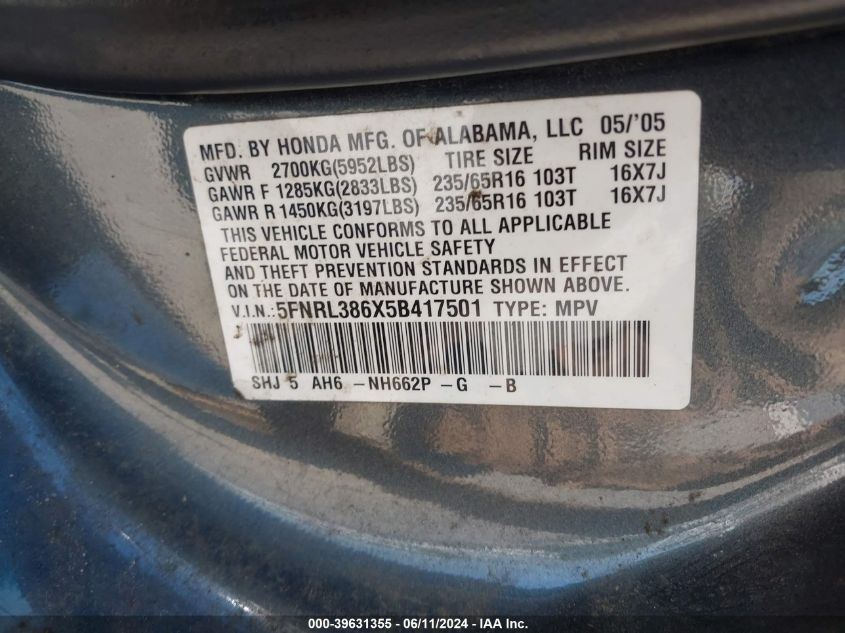 MFD. BY HONDA MFG. OF ALABAMA, LLC 05/'05
GVWR 2700KG(5952LBS) TIRE SIZE RIM SIZE
GAWR F 1285KG(2833LBS) 235/65R16 103T 16X7J
GAWR R 1450KG(3197LBS) 235/65R16 103T 16X7J
THIS VEHICLE CONFORMS TO ALL APPLICABLE
FEDERAL MOTOR VEHICLE SAFETY
AND THEFT PREVENTION STANDARDS IN EFFECT
ON THE DATE OF MANUFACTURE SHOWN ABOVE.
V.I.N.:5FNRL386X5B417501 TYPE: MPV
SHJ 5 AH6 -NH662P -G -B
000-39631355 - 06/11/2024 - IAA Inc.